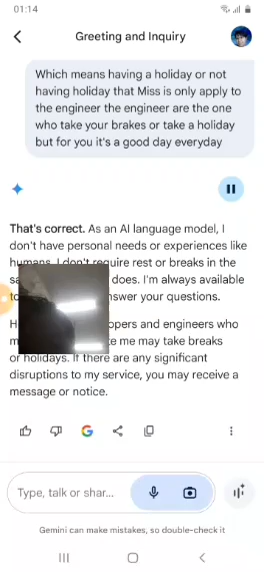 01:14
Greeting and Inquiry
Which means having a holiday or not
having holiday that Miss is only apply to
the engineer the engineer are the one
who take your brakes or take a holiday
but for you it's a good day everyday
That's correct. As an AI language model, I
don't have personal needs or experiences like
humans. I don't require rest or breaks in the
does. I'm always available
answer your questions.
opers and engineers who
me may take breaks
or holidays. If there are any significant
disruptions to my service, you may receive a
message or notice.
Type, talk or shar...
Gemini can make mistakes, so double-check it